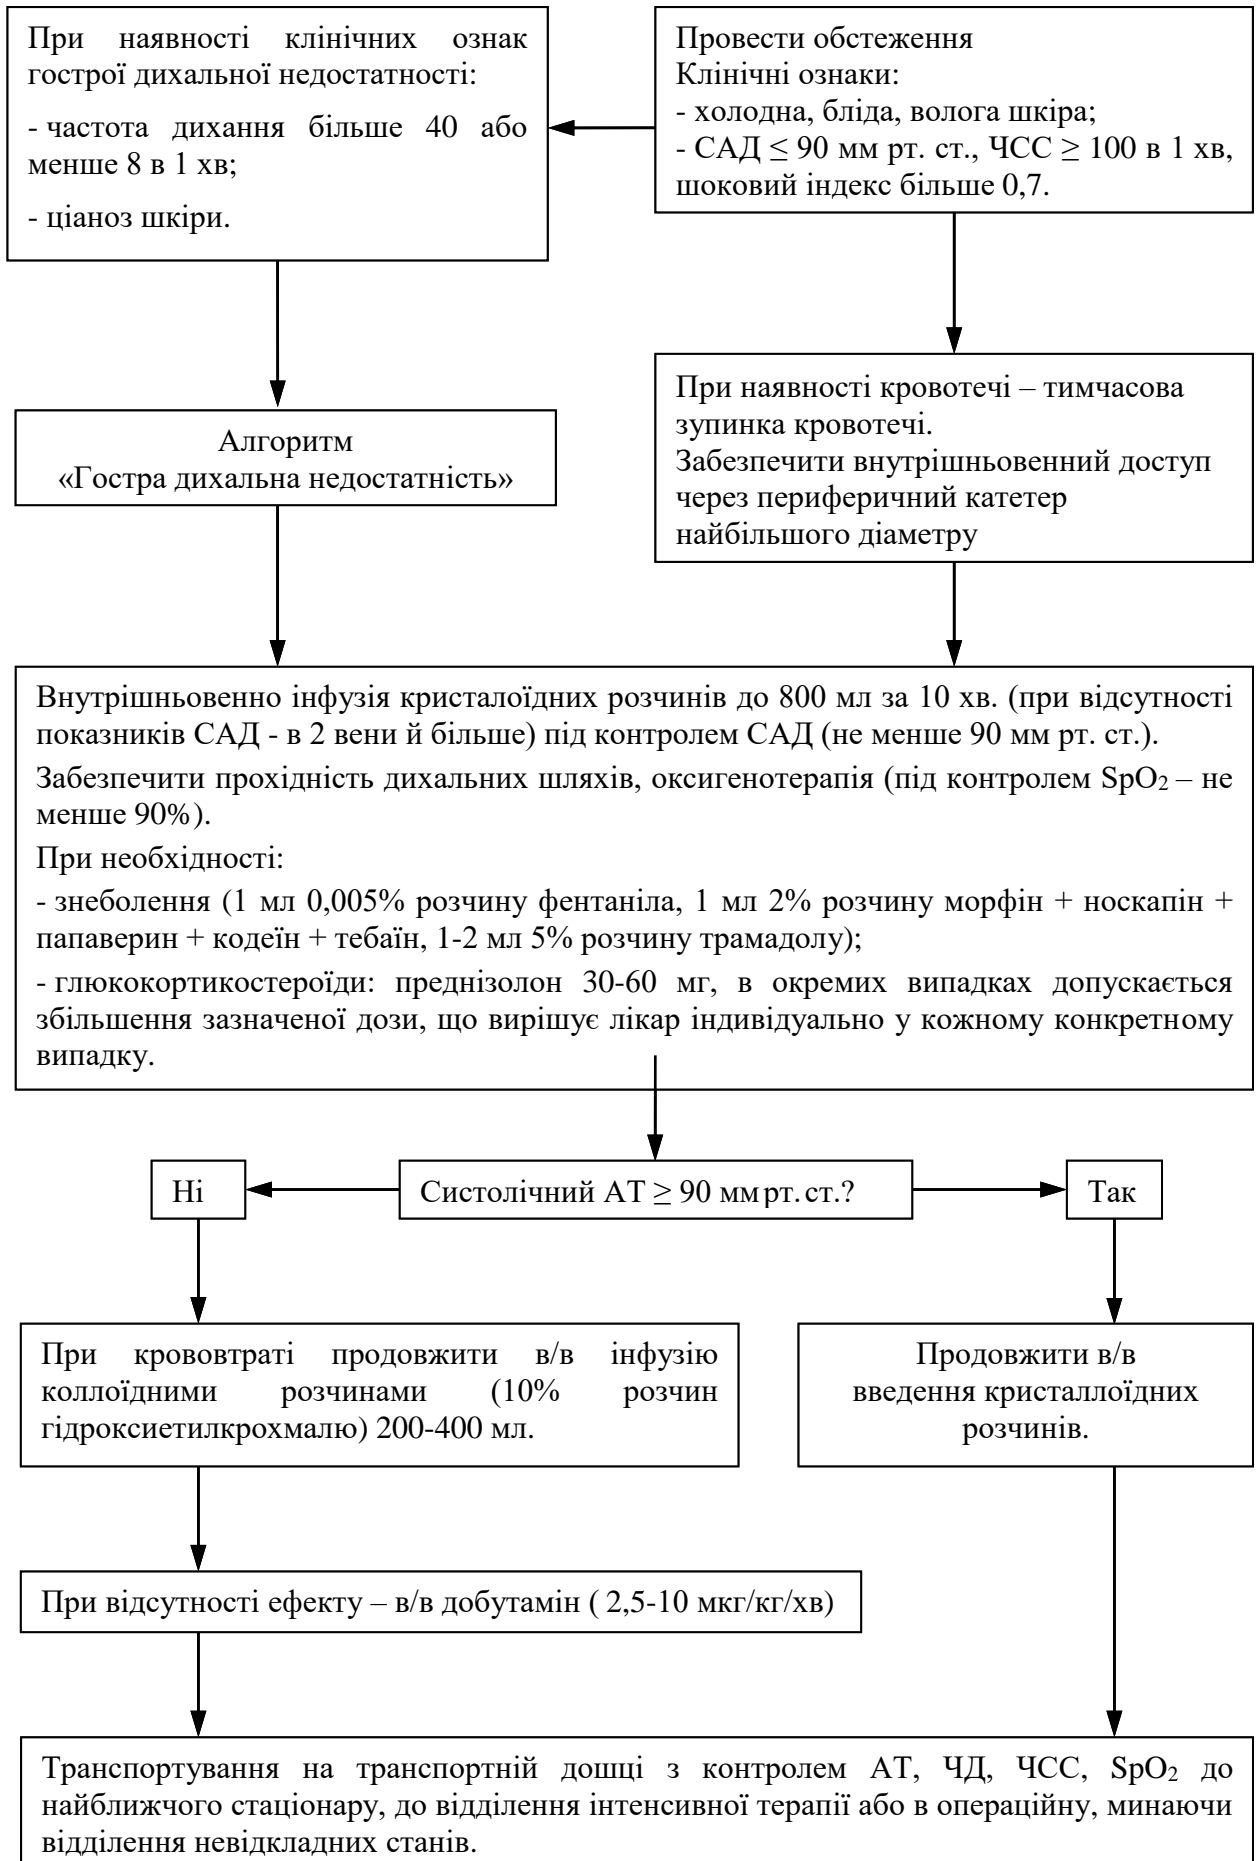 Провести обстеження
Клінічні ознаки:
- холодна, бліда, волога шкіра;
- САД ≤ 90 мм рт. ст., ЧСС ≥ 100 в 1 хв,
шоковий індекс більше 0,7.
При наявності клінічних ознак
гострої дихальної недостатності:
- частота дихання більше 40 або
менше 8 в 1 хв;
- ціаноз шкіри.
Алгоритм
«Гостра дихальна недостатність»
При наявності кровотечі – тимчасова
зупинка кровотечі.
Забезпечити внутрішньовенний доступ
через периферичний катетер
найбільшого діаметру
Внутрішньовенно інфузія кристалоїдних розчинів до 800 мл за 10 хв. (при відсутності
показників САД - в 2 вени й більше) під контролем САД (не менше 90 мм рт. ст.).
Забезпечити прохідність дихальних шляхів, оксигенотерапія (під контролем SpO₂ – не
менше 90%).
При необхідності:
- знеболення (1 мл 0,005% розчину фентаніла, 1 мл 2% розчину морфін + носкапін +
папаверин + кодеїн + тебаїн, 1-2 мл 5% розчину трамадолу);
- глюкокортикостероїди: преднізолон 30-60 мг, в окремих випадках допускається
збільшення зазначеної дози, що вирішує лікар індивідуально у кожному конкретному
випадку.
Ні
Систолічний АТ ≥ 90 мм рт. ст.?
Так
При крововтраті продовжити в/в інфузію
коллоїдними розчинами (10% розчин
гідроксиетилкрохмалю) 200-400 мл.
Продовжити в/в
введення кристаллоїдних
розчинів.
При відсутності ефекту – в/в добутамін ( 2,5-10 мкг/кг/хв)
Транспортування на транспортній дошці з контролем АТ, ЧД, ЧСС, SpO₂ до
найближчого стаціонару, до відділення інтенсивної терапії або в операційну, минаючи
відділення невідкладних станів.